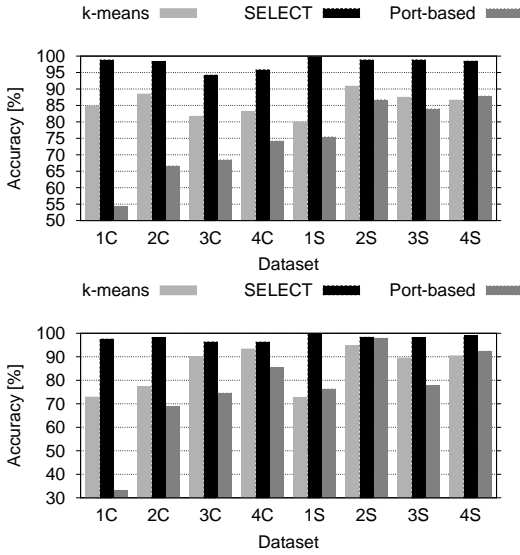 k-means SELECT Port-based
100
95
90
85
80
75
70
65
60
55
50
Accuracy [%]
1C 2C 3C 4C 1S 2S 3S 4S
Dataset
k-means SELECT Port-based
100
90
80
70
60
50
40
30
Accuracy [%]
1C 2C 3C 4C 1S 2S 3S 4S
Dataset